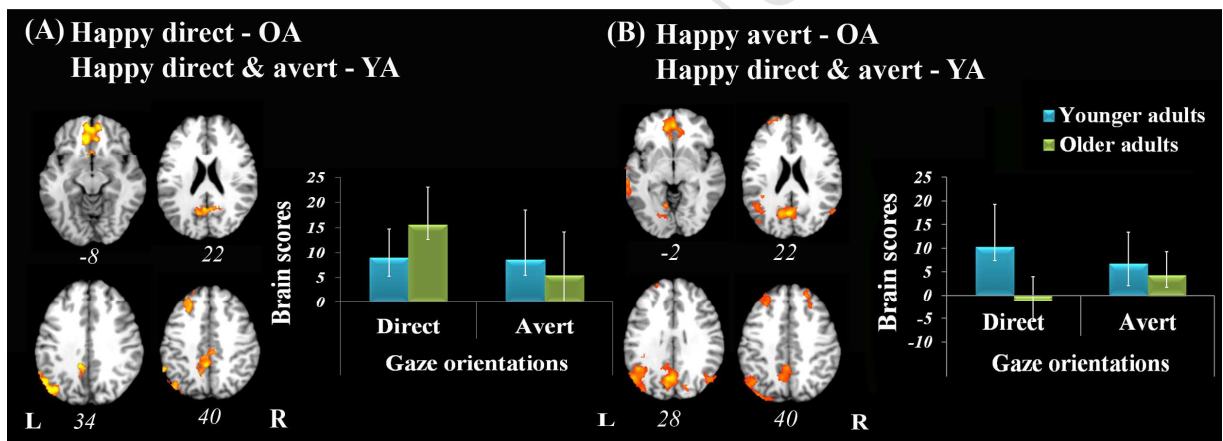 (A) Happy direct - OA
Happy direct & avert - YA
-8
22
34
40
L
R
Brain scores
25
20
15
10
5
0
Direct
Avert
Gaze orientations
(B) Happy avert - OA
Happy direct & avert - YA
-2
22
28
40
L
R
Younger adults
Older adults
Brain scores
25
20
15
10
5
0
-5
-10
Direct
Avert
Gaze orientations